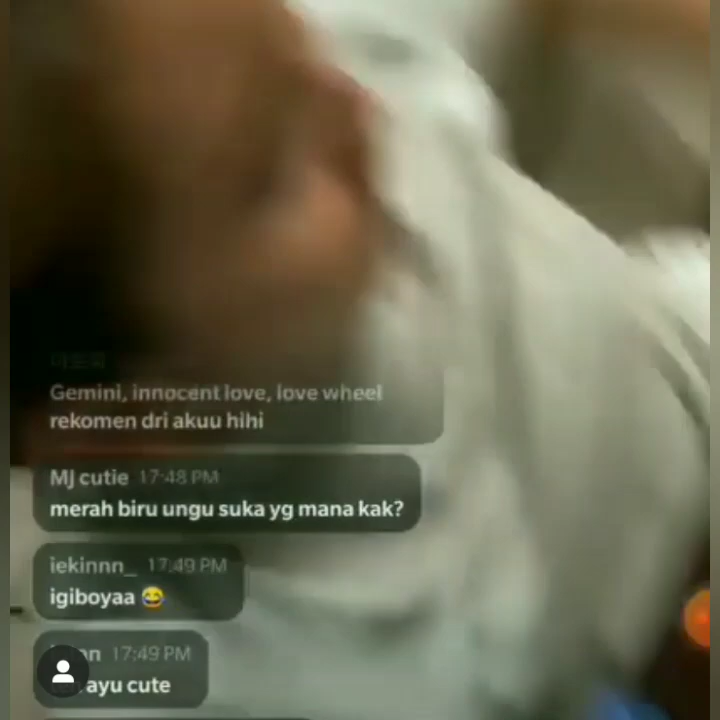 Gemini, innocent love, love wheel
rekomen dri akuu hihi
MJ cutie 17:48 PM
merah biru ungu suka yg mana kak?
iekinnn_ 17:49 PM
igiboyaa 😂
17:49 PM
ayu cute